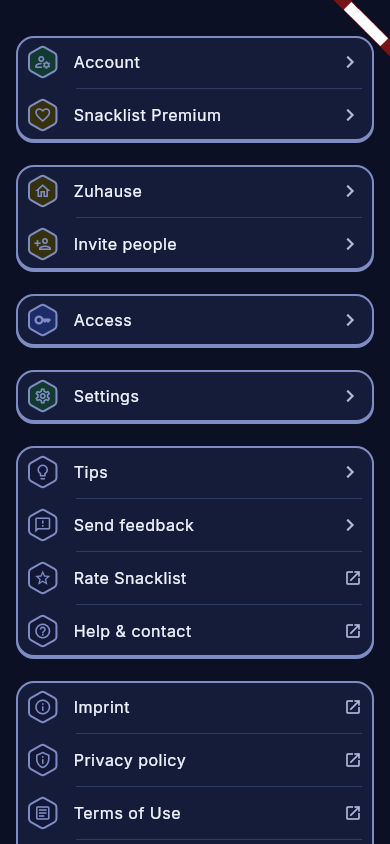 Account
Snacklist Premium
Zuhause
Invite people
Access
Settings
Tips
Send feedback
Rate Snacklist
Help & contact
Imprint
Privacy policy
Terms of Use